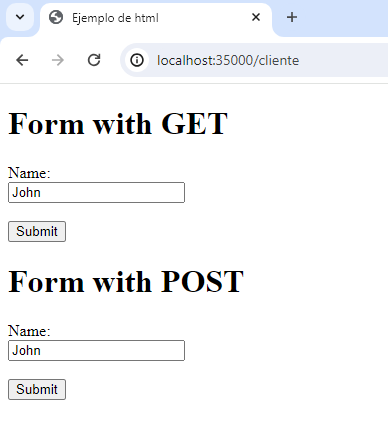 Ejemplo de html
localhost:35000/cliente
Form with GET
Name:
John
Submit
Form with POST
Name:
John
Submit